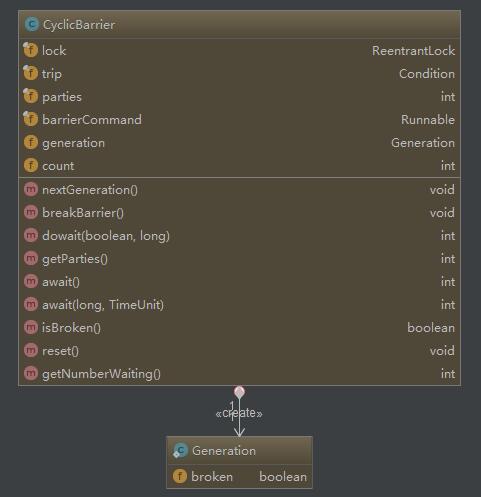 CyclicBarrier
lock ReentrantLock
trip Condition
parties int
barrierCommand Runnable
generation Generation
count int
nextGeneration() void
breakBarrier() void
dowait(boolean, long) int
getParties() int
await() int
await(long, TimeUnit) int
isBroken() boolean
reset() void
getNumberWaiting() int
1
«create»
Generation
broken boolean